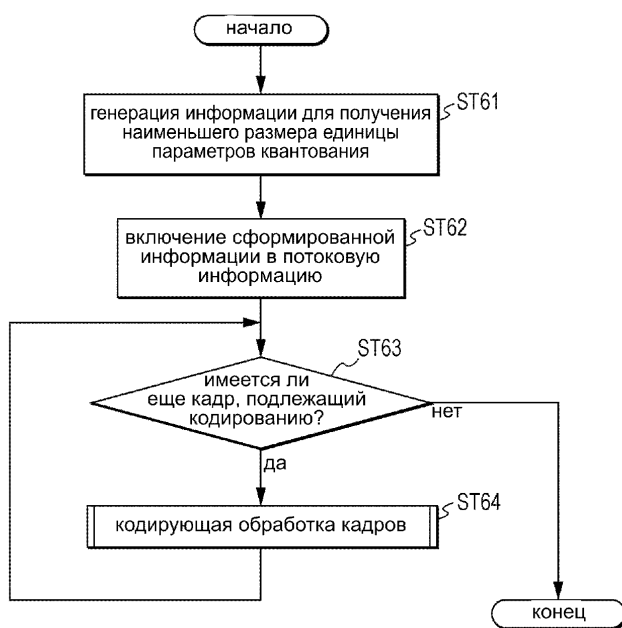 начало
генерация информации для получения
наименьшего размера единицы
параметров квантования
ST61
включение сформированной
информации в потоковую
информацию
ST62
ST63
имеется ли
еще кадр, подлежащий
кодированию?
нет
да
кодирующая обработка кадров
ST64
конец